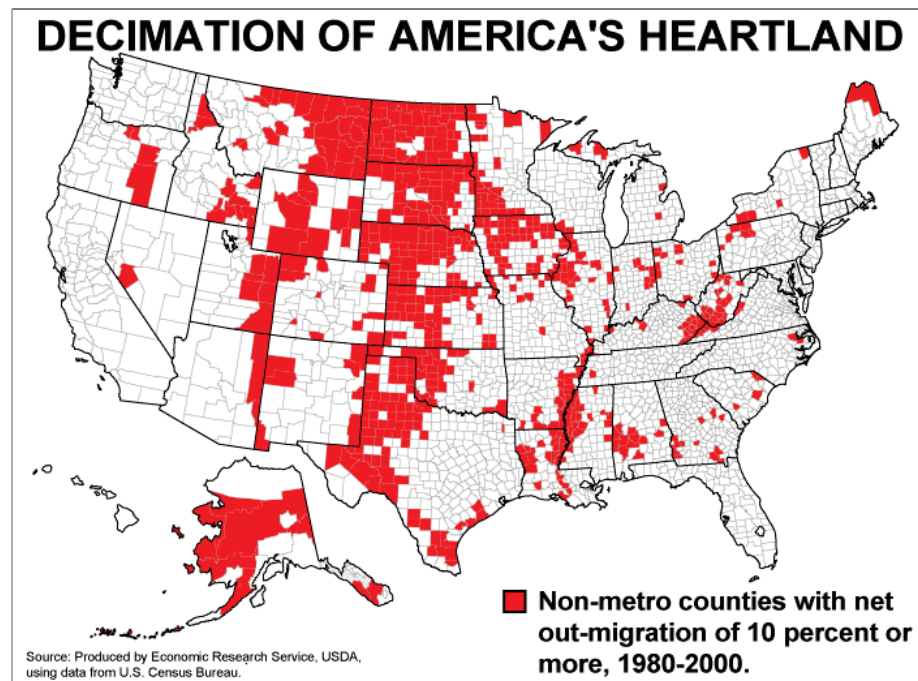 DECIMATION OF AMERICA'S HEARTLAND
Non-metro counties with net
out-migration of 10 percent or
more, 1980-2000.
Source: Produced by Economic Research Service, USDA,
using data from U.S. Census Bureau.